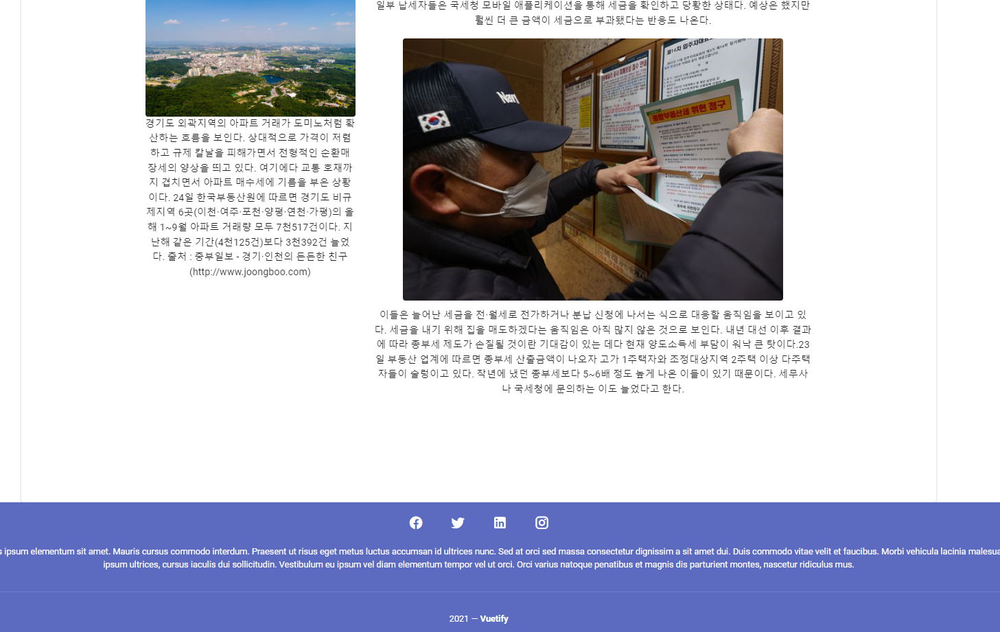 경기도 외곽지역의 아파트 거래가 도미노처럼 확
산하는 흐름을 보인다. 상대적으로 가격이 저렴
하고 규제 칼날을 피해가면서 전형적인 순환매
장세의 양상을 띄고 있다. 여기에다 교통 호재까
지 겹치면서 아파트 매수세에 기름을 부은 상황
이다. 24일 한국부동산원에 따르면 경기도 비규
제지역 6곳(이천·여주·포천·양평·연천·가평)의 올
해 1~9월 아파트 거래량 모두 7천517건이다. 지
난해 같은 기간(4천125건)보다 3천392건 늘었
다. 출처 : 중부일보 - 경기·인천의 든든한 친구
(http://www.joongboo.com)
일부 납세자들은 국세청 모바일 애플리케이션을 통해 세금을 확인하고 당황한 상태다. 예상은 했지만
훨씬 더 큰 금액이 세금으로 부과됐다는 반응도 나온다.
Navy
종합부동산세 위헌 청구
이들은 늘어난 세금을 전·월세로 전가하거나 분납 신청에 나서는 식으로 대응할 움직임을 보이고 있
다. 세금을 내기 위해 집을 매도하겠다는 움직임은 아직 많지 않은 것으로 보인다. 내년 대선 이후 결과
에 따라 종부세 제도가 손질될 것이란 기대감이 있는 데다 현재 양도소득세 부담이 워낙 큰 탓이다.23
일 부동산 업계에 따르면 종부세 산출금액이 나오자 고가 1주택자와 조정대상지역 2주택 이상 다주택
자들이 술렁이고 있다. 작년에 냈던 종부세보다 5~6배 정도 높게 나온 이들이 있기 때문이다. 세무사
나 국세청에 문의하는 이도 늘었다고 한다.
ipsum elementum sit amet. Mauris cursus commodo interdum. Praesent ut risus eget metus luctus accumsan id ultrices nunc. Sed at orci sed massa consectetur dignissim a sit amet dui. Duis commodo vitae velit et faucibus. Morbi vehicula lacinia malesua
ipsum ultrices, cursus iaculis dui sollicitudin. Vestibulum eu ipsum vel diam elementum tempor vel ut orci. Orci varius natoque penatibus et magnis dis parturient montes, nascetur ridiculus mus.
2021 — Vuetify